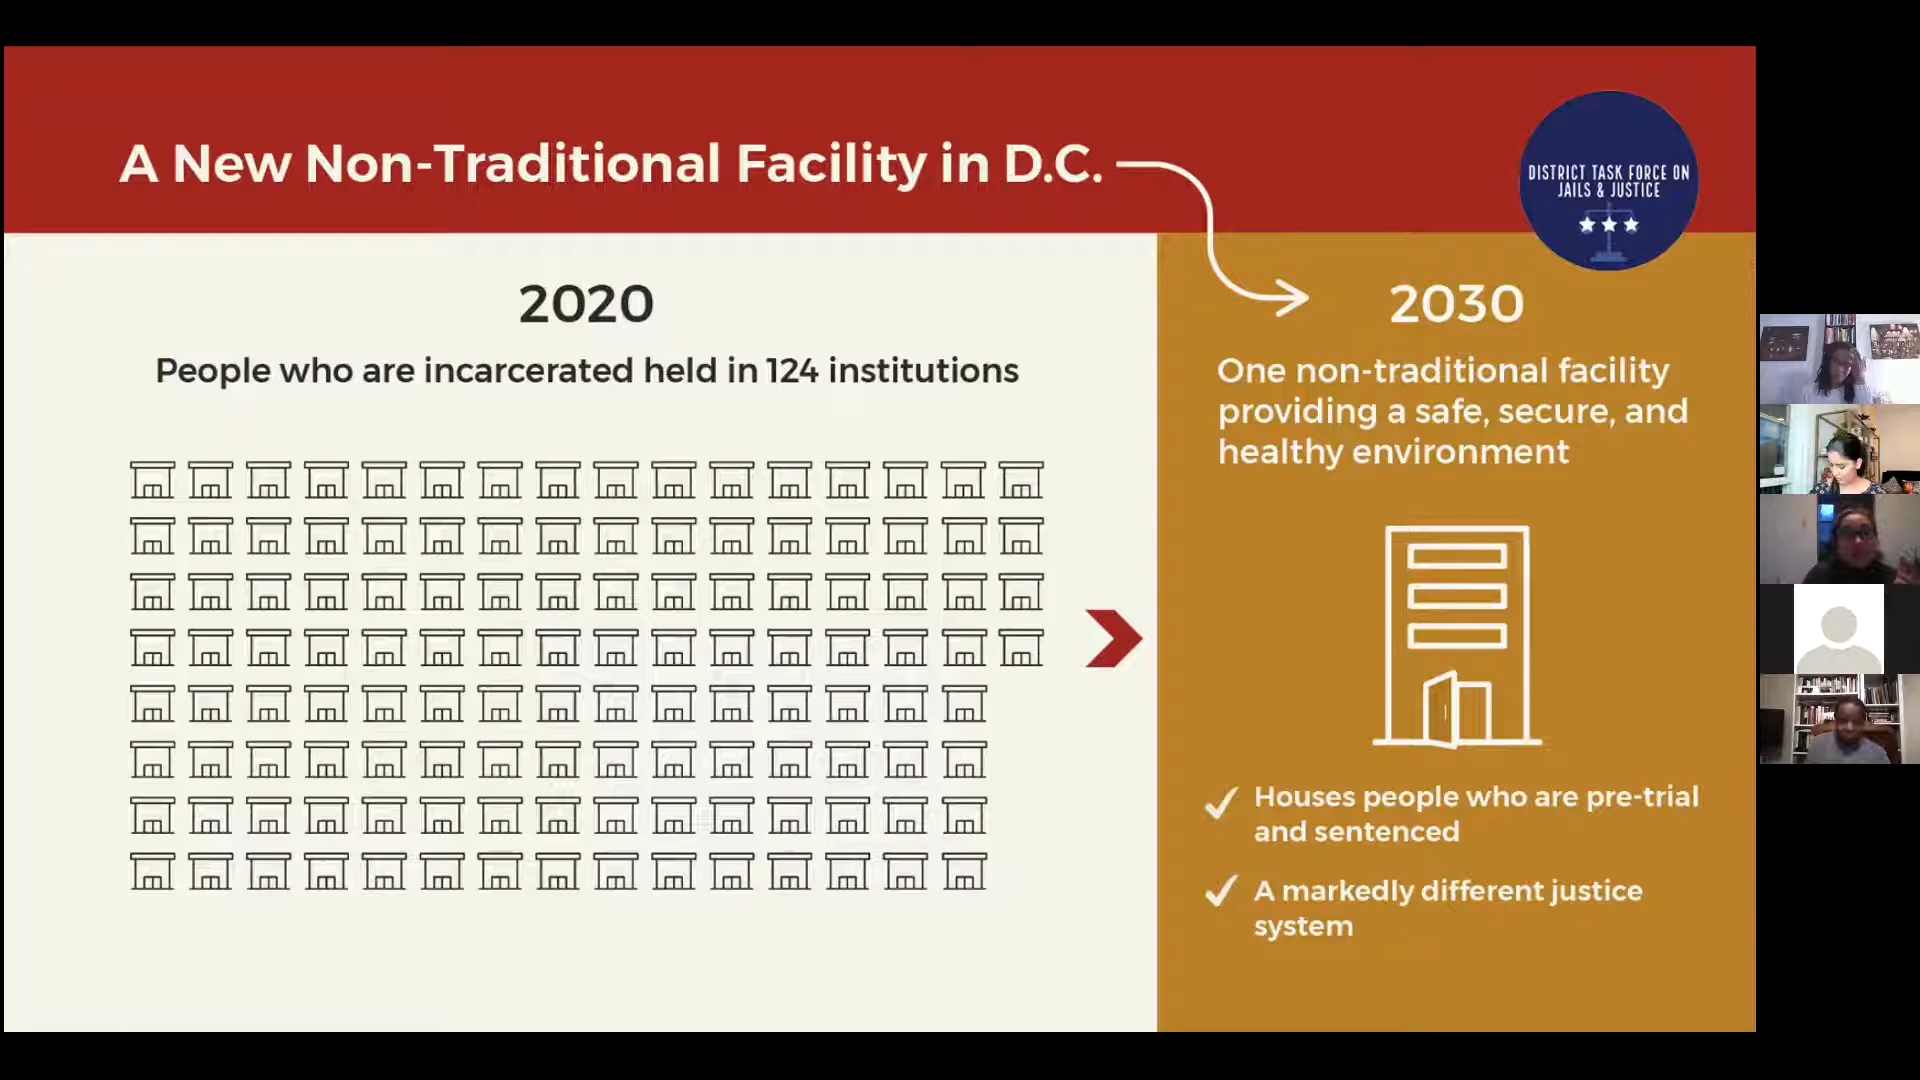 A New Non-Traditional Facility in D.C.
DISTRICT TASK FORCE ON
JAILS & JUSTICE
2020
People who are incarcerated held in 124 institutions
2030
One non-traditional facility
providing a safe, secure, and
healthy environment
Houses people who are pre-trial
and sentenced
A markedly different justice
system